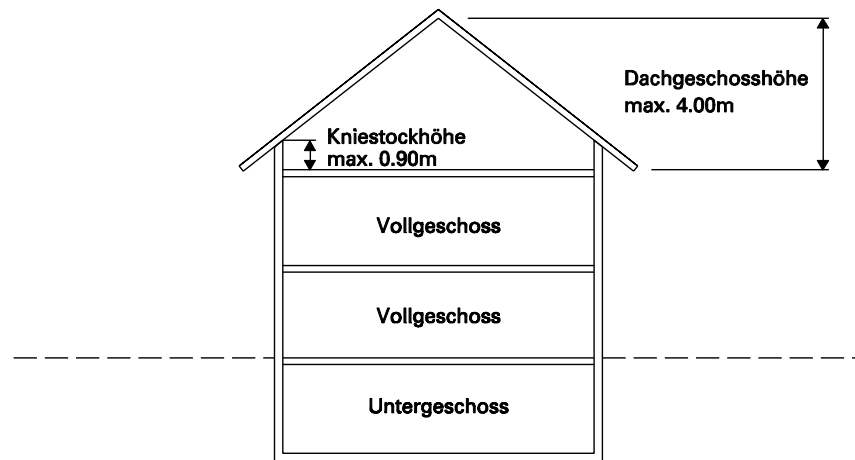 Dachgeschosshöhe
max. 4.00m
Kniestockhöhe
max. 0.90m
Vollgeschoss
Vollgeschoss
Untergeschoss